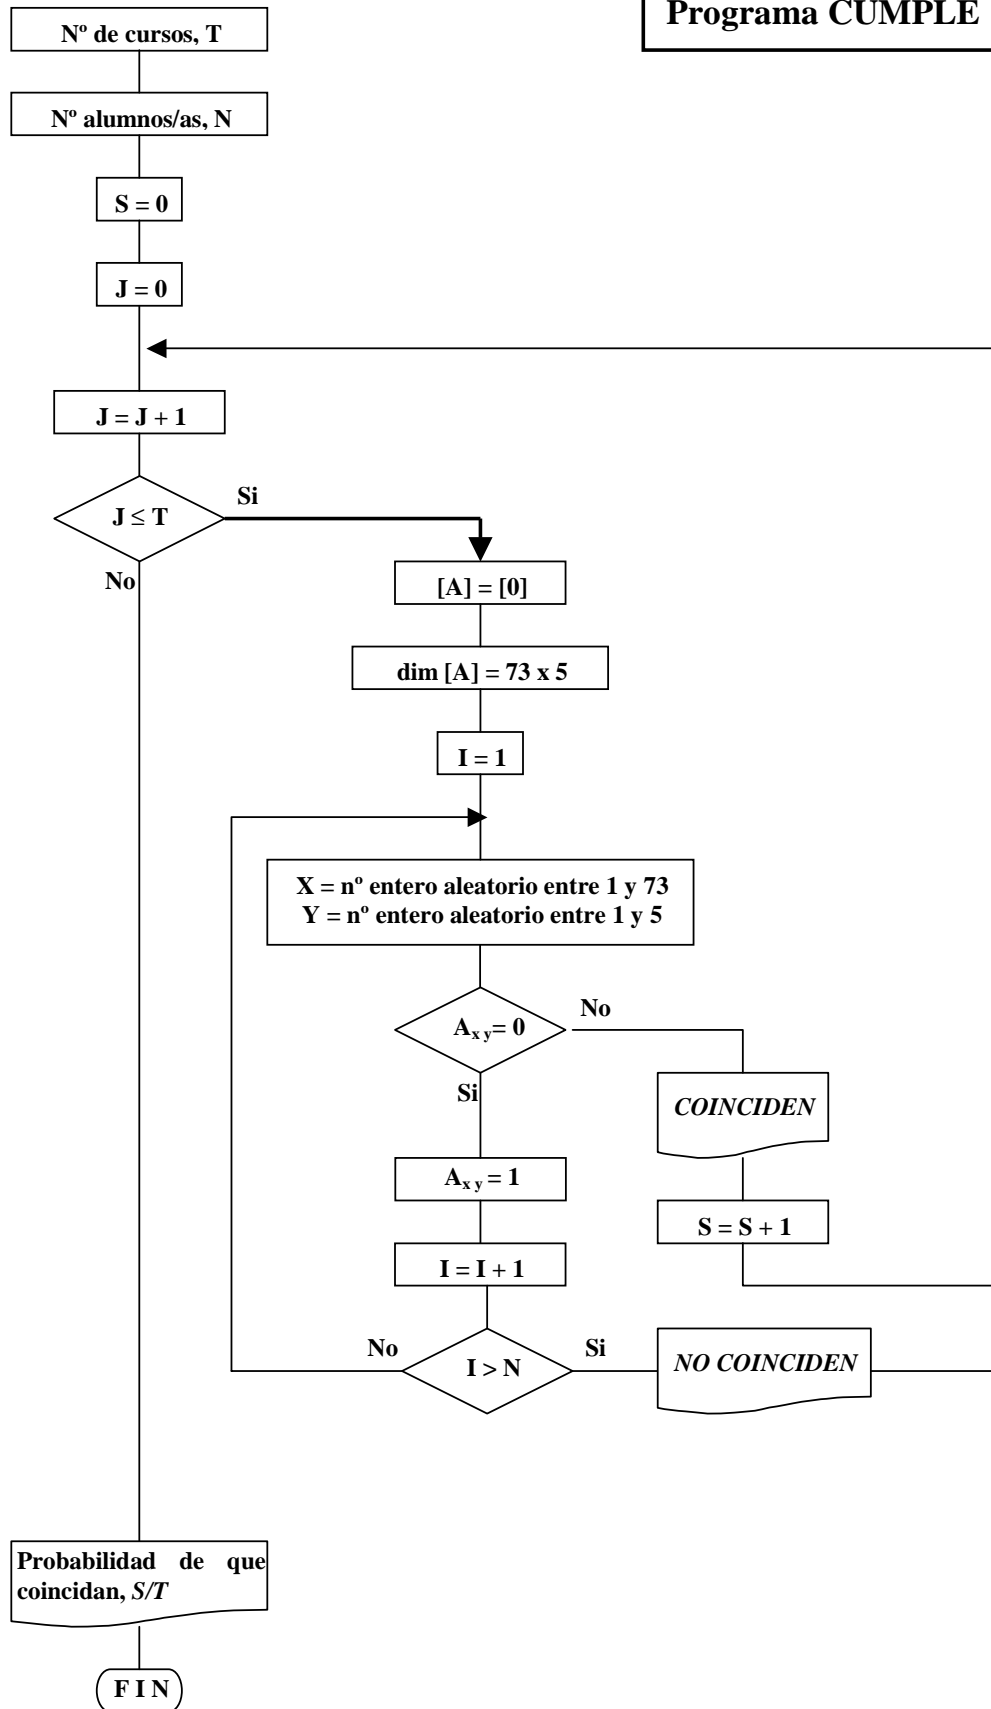 Programa CUMPLE
Nº de cursos, T
Nº alumnos/as, N
S = 0
J = 0
J = J + 1
J ≤ T
Si
No
[A] = [0]
dim [A] = 73 x 5
I = 1
X = nº entero aleatorio entre 1 y 73
Y = nº entero aleatorio entre 1 y 5
A x y = 0
No
Si
COINCIDEN
A x y = 1
S = S + 1
I = I + 1
No
I > N
Si
NO COINCIDEN
Probabilidad de que
coincidan, S/T
F I N